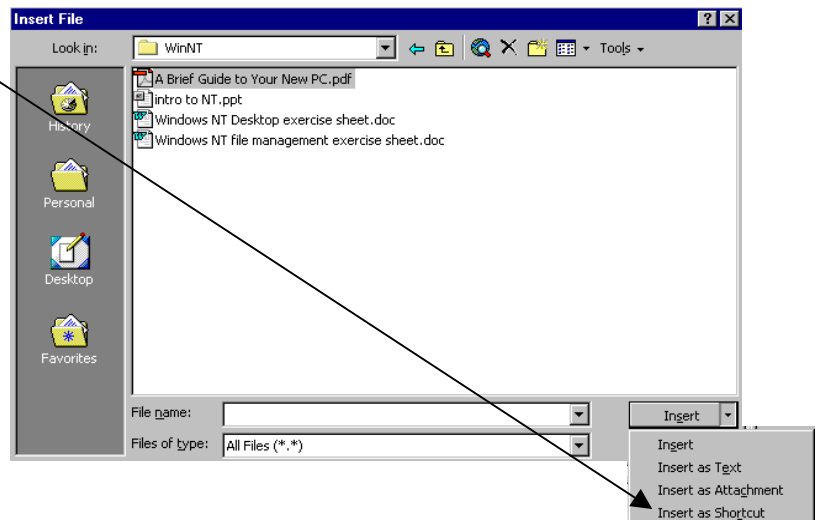 Insert File
Look in:
WinNT
Tools
History
Personal
Desktop
Favorites
A Brief Guide to Your New PC.pdf
intro to NT.ppt
Windows NT Desktop exercise sheet.doc
Windows NT file management exercise sheet.doc
File name:
Insert
Files of type:
All Files (*.*)
Insert
Insert as Text
Insert as Attachment
Insert as Shortcut